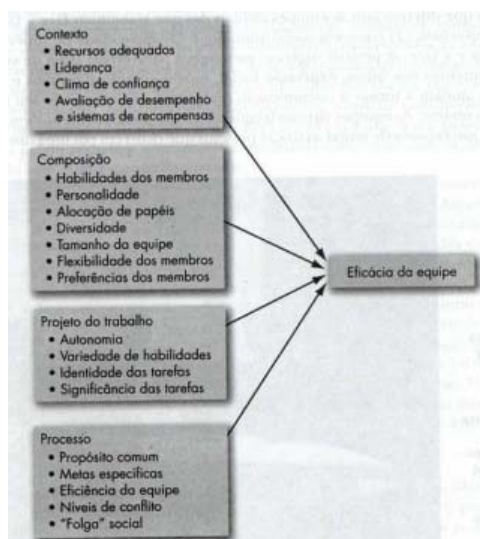 Contexto
• Recursos adequados
• Liderança
• Clima de confiança
• Avaliação de desempenho
e sistemas de recompensas
Composição
• Habilidades dos membros
• Personalidade
• Alocação de papéis
• Diversidade
• Tamanho da equipe
• Flexibilidade dos membros
• Preferências dos membros
Projeto do trabalho
• Autonomia
• Variedade de habilidades
• Identidade das tarefas
• Significância das tarefas
Processo
• Propósito comum
• Metas específicas
• Eficiência da equipe
• Níveis de conflito
• "Folga" social
Eficácia da equipe